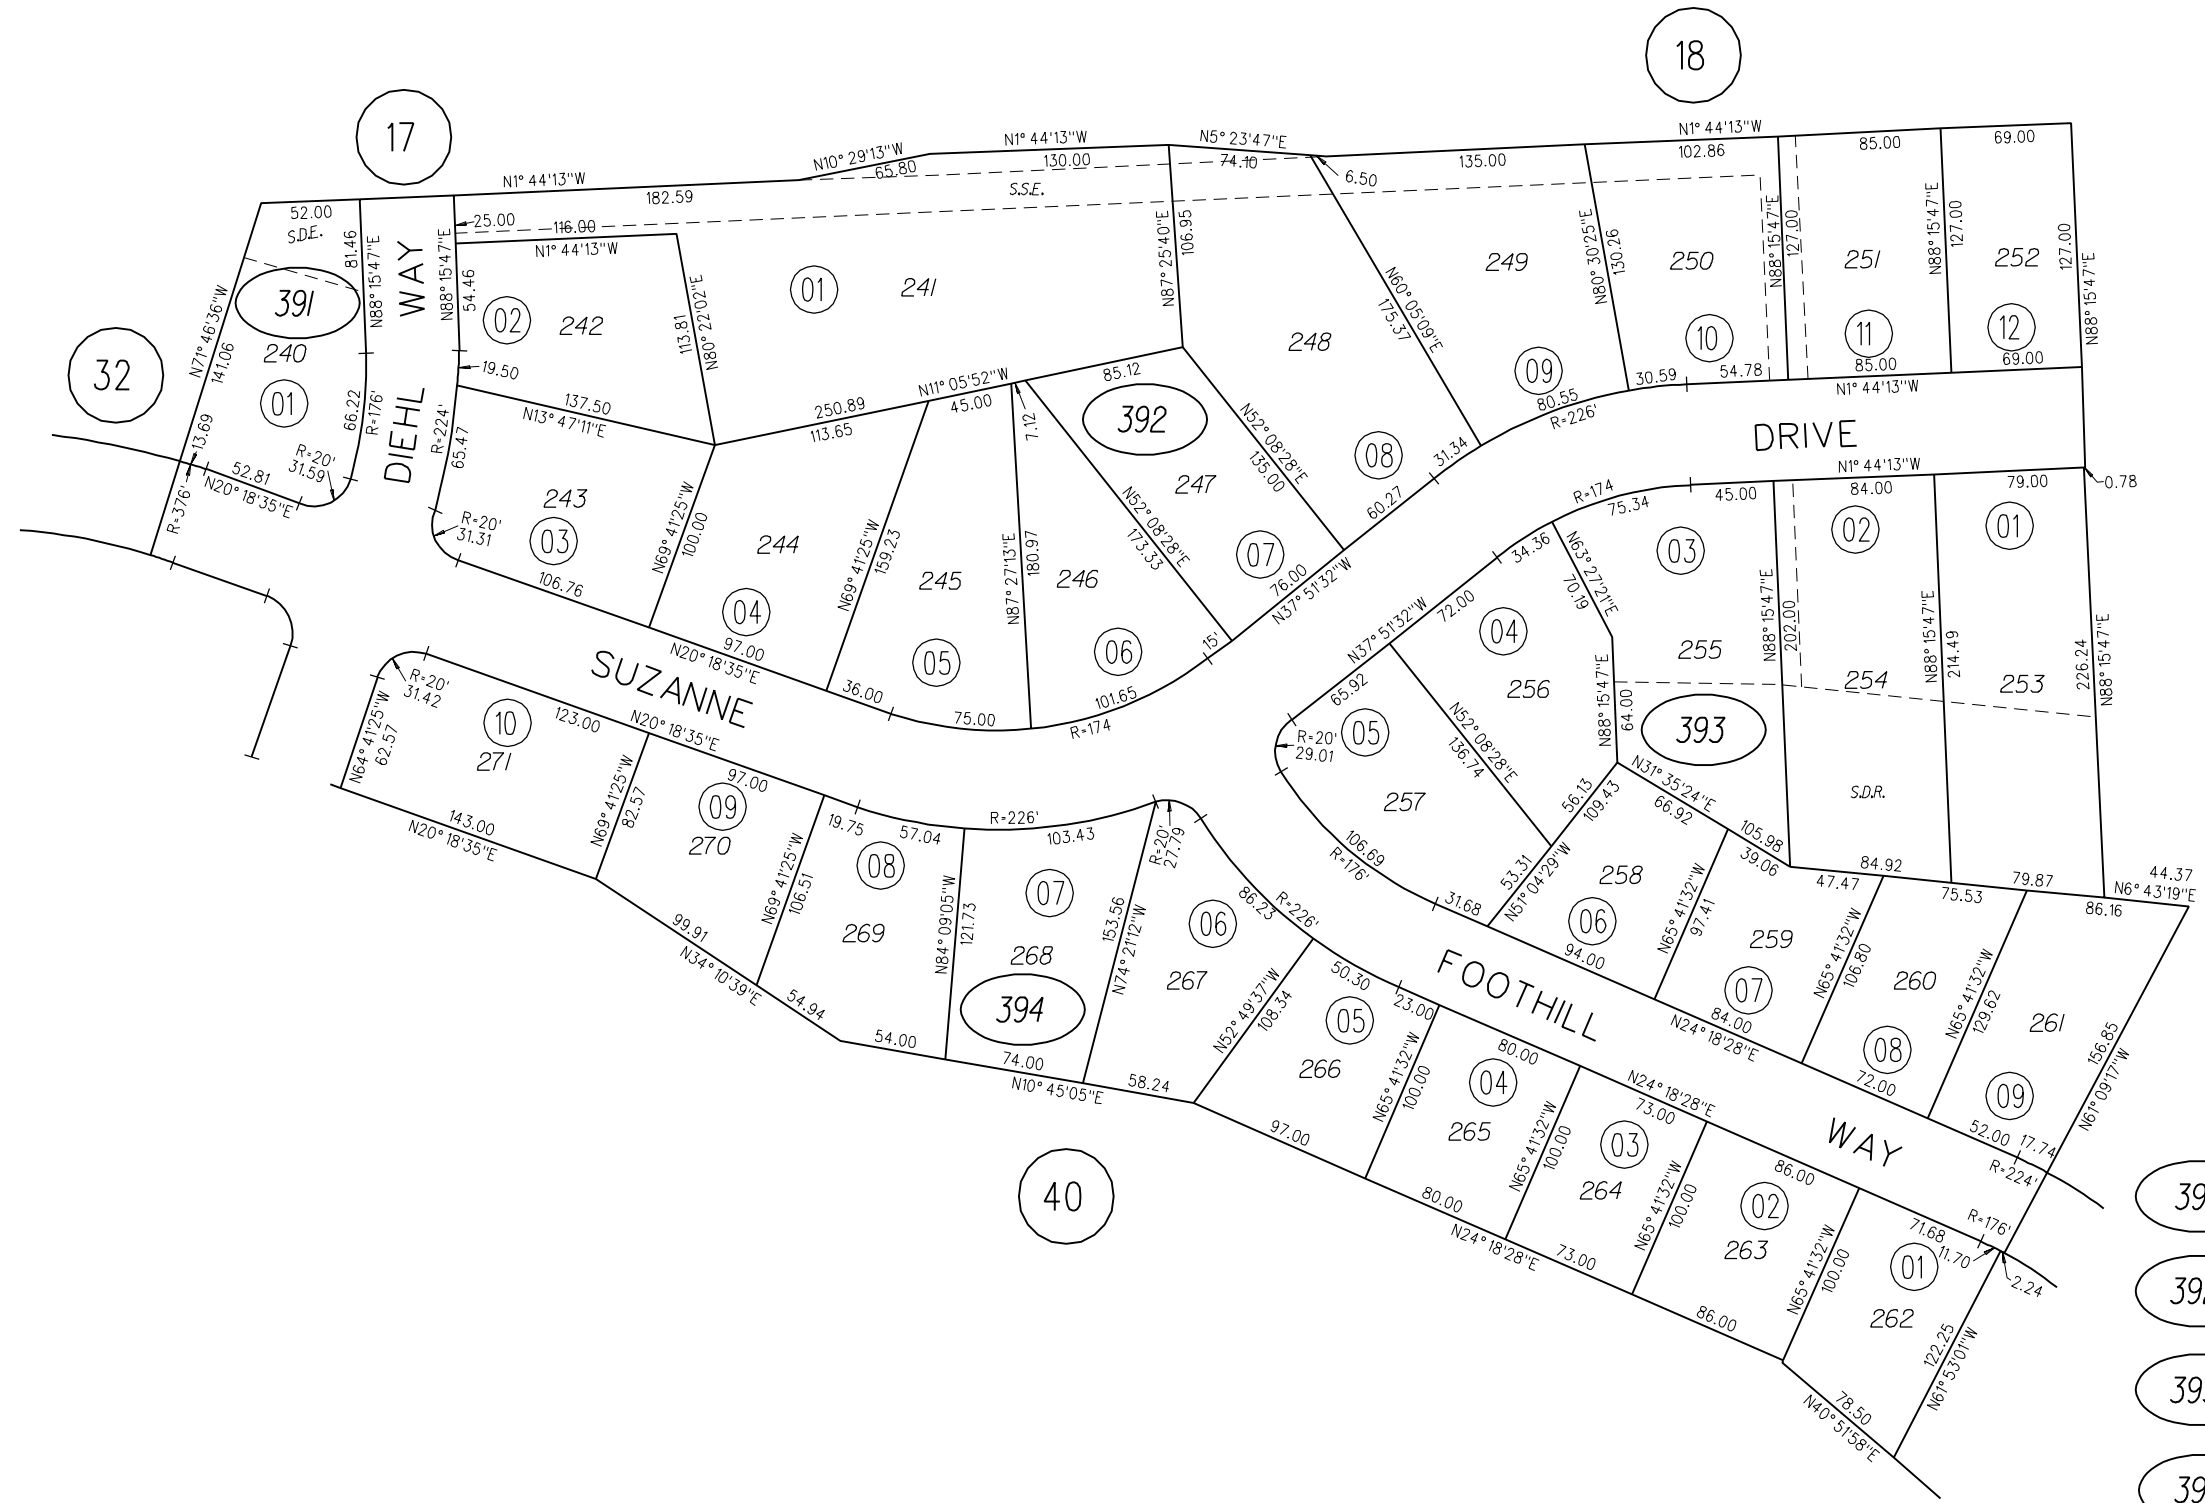 18
17
N1° 44'13"W
N5° 23'47"E
N1° 44'13"W
N10° 29'13"W
65.80
130.00
74.10
135.00
102.86
85.00
69.00
6.50
N1° 44'13"W
182.59
S.S.E.
52.00
S.D.E.
25.00
116.00
N1° 44'13"W
81.46
N88° 15'47"E
DIEHL WAY
N88° 15'47"E
54.46
N71° 46'36"W
141.06
391
240
01
02
242
113.81
N80° 22'02"E
01
241
N87° 25'40"E
106.95
248
N60° 05'09"E
175.37
249
N80° 30'25"E
130.26
250
N88° 15'47"E
127.00
251
N88° 15'47"E
127.00
252
127.00
N88° 15'47"E
10
11
12
32
19.50
66.22
R=176'
R=224'
65.47
137.50
N13° 47'11"E
250.89
113.65
N11° 05'52"W
45.00
7.12
85.12
392
09
80.55
R=226'
30.59
54.78
85.00
69.00
N1° 44'13"W
DRIVE
13.69
52.81
N20° 18'35"E
R=20'
31.59
R=376'
R=20'
31.31
243
03
106.76
N69° 41'25"W
100.00
244
04
97.00
N20° 18'35"E
N69° 41'25"W
159.23
245
05
36.00
75.00
N87° 27'13"E
180.97
246
06
101.65
R=174
15'
N52° 08'28"E
173.33
247
07
N52° 08'28"E
135.00
08
31.34
60.27
76.00
N37° 51'32"W
N1° 44'13"W
0.78
R=174
75.34
45.00
84.00
79.00
34.36
03
02
01
N63° 27'21"E
70.19
N37° 51'32"W
72.00
04
255
N88° 15'47"E
202.00
254
N88° 15'47"E
214.49
253
226.24
N88° 15'47"E
256
N88° 15'47"E
64.00
393
S.D.R.
65.92
05
R=20'
29.01
257
N52° 08'28"E
136.74
106.69
R=176'
31.68
56.13
109.43
53.31
N51° 04'29"W
N31° 35'24"E
66.92
105.98
39.06
47.47
84.92
75.53
79.87
44.37
N6° 43'19"E
86.16
SUZANNE
R=20'
31.42
N64° 41'25"W
62.57
10
271
123.00
N20° 18'35"E
97.00
143.00
N20° 18'35"E
N69° 41'25"W
82.57
09
270
99.91
N34° 10'39"E
54.94
N69° 41'25"W
106.51
19.75
57.04
08
269
R=226'
103.43
N84° 09'05"W
121.73
07
268
394
54.00
74.00
N10° 45'05"E
58.24
153.56
N74° 21'12"W
R=20'
27.79
86.23
R=226'
06
267
N52° 49'37"W
108.34
50.30
23.00
05
266
97.00
FOOTHILL WAY
258
06
94.00
N65° 41'32"W
97.41
259
07
84.00
N24° 18'28"E
N65° 41'32"W
106.80
260
08
72.00
N65° 41'32"W
129.62
261
09
52.00
17.74
R=224'
156.85
N61° 09'17"W
N65° 41'32"W
100.00
80.00
04
265
80.00
N24° 18'28"E
73.00
N65° 41'32"W
100.00
03
264
N24° 18'28"E
73.00
N65° 41'32"W
100.00
86.00
02
263
86.00
N65° 41'32"W
100.00
71.68
R=176'
11.70
2.24
01
262
122.25
N61° 53'01"W
78.50
N40° 51'58"E
40
39
392
39
39